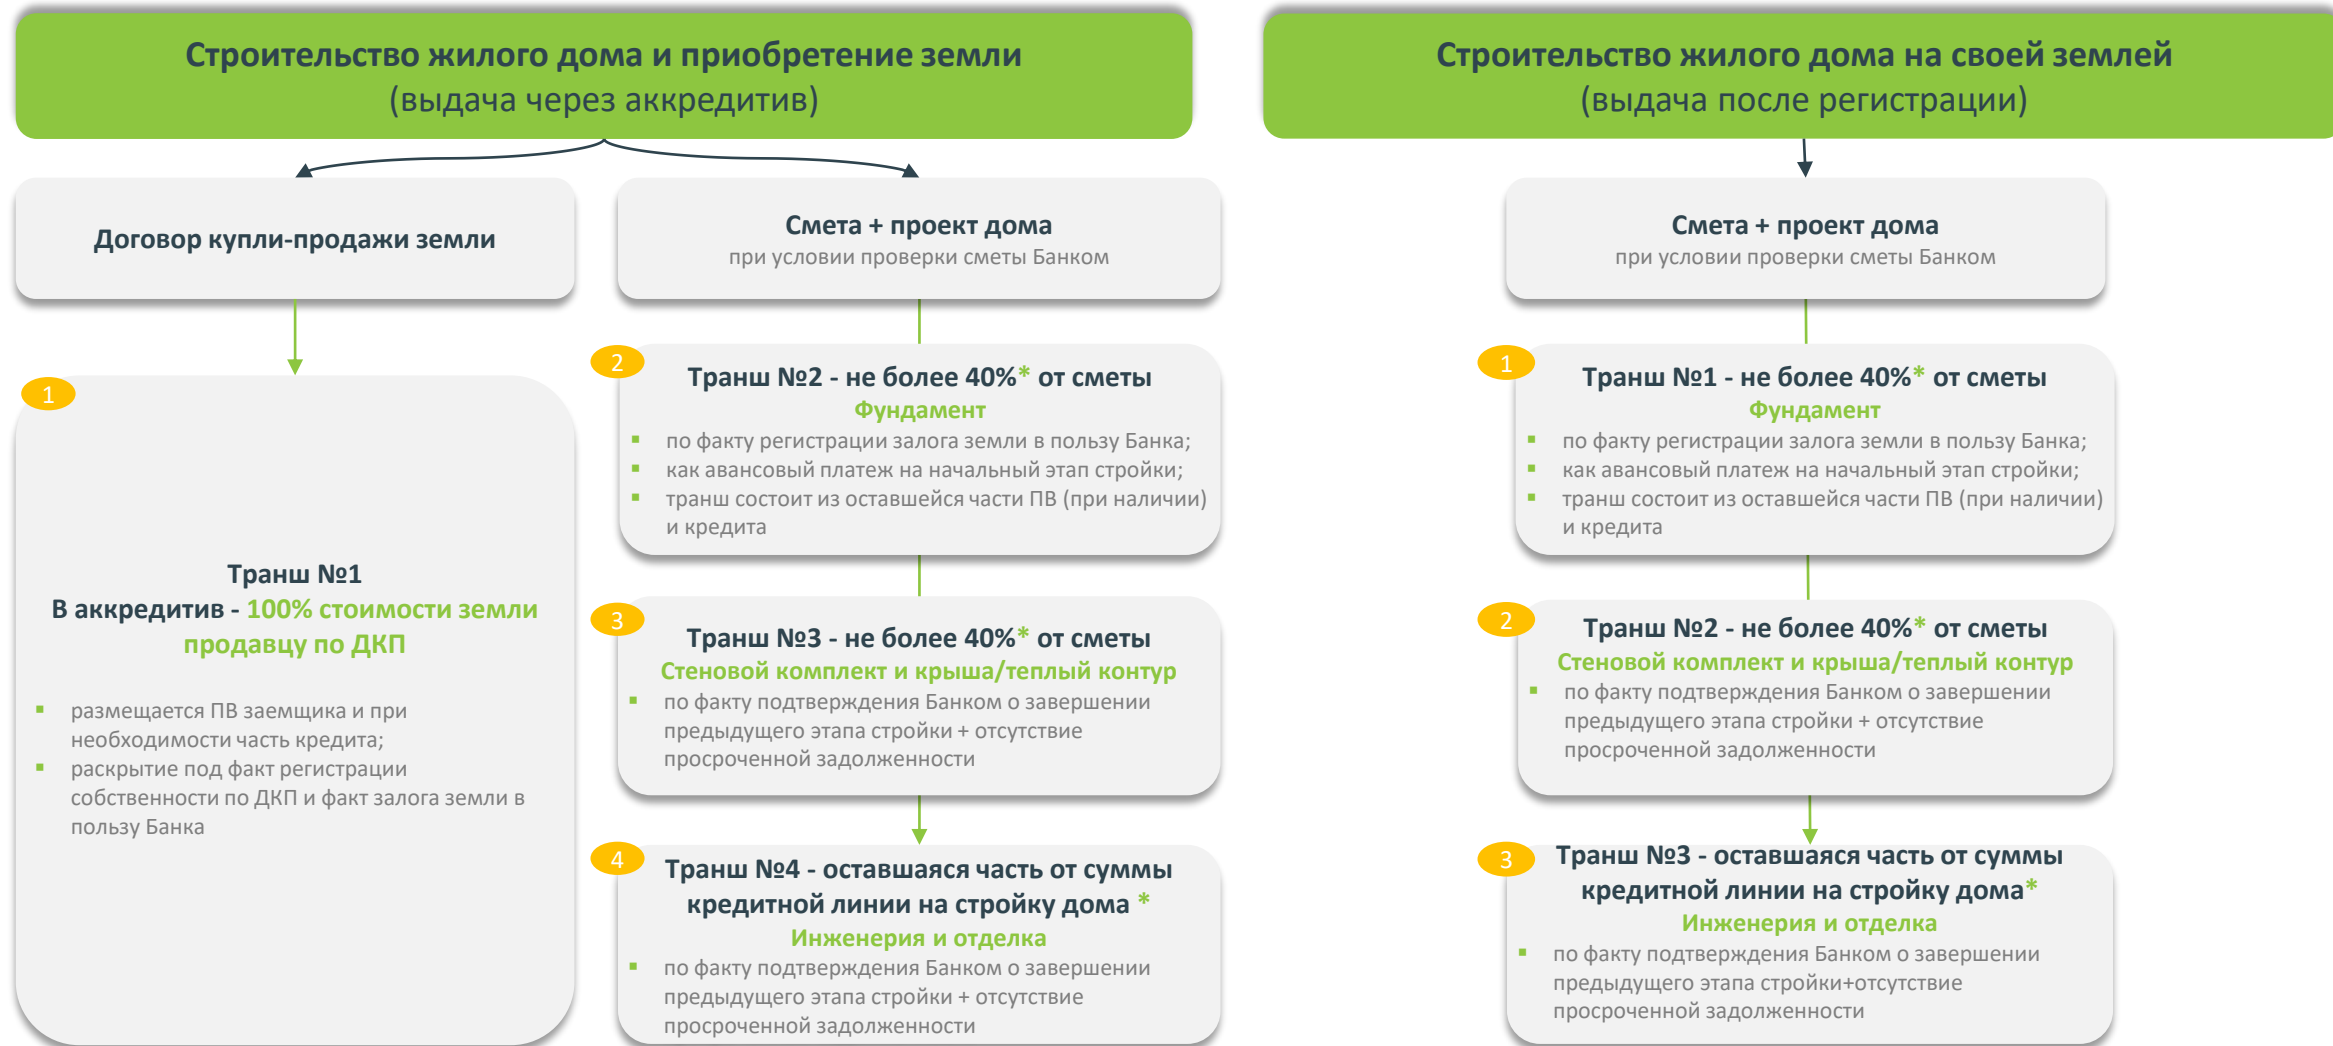 Строительство жилого дома и приобретение земли
(выдача через аккредитив)
Договор купли-продажи земли
1
Транш №1
В аккредитив - 100% стоимости земли
продавцу по ДКП
▪ размещается ПВ заемщика и при
необходимости часть кредита;
▪ раскрытие под факт регистрации
собственности по ДКП и факт залога земли в
пользу Банка
Смета + проект дома
при условии проверки сметы Банком
2
Транш №2 - не более 40%* от сметы
Фундамент
▪ по факту регистрации залога земли в пользу Банка;
▪ как авансовый платеж на начальный этап стройки;
▪ транш состоит из оставшейся части ПВ (при наличии)
и кредита
3
Транш №3 - не более 40%* от сметы
Стеновой комплект и крыша/теплый контур
▪ по факту подтверждения Банком о завершении
предыдущего этапа стройки + отсутствие
просроченной задолженности
4
Транш №4 - оставшаяся часть от суммы
кредитной линии на стройку дома *
Инженерия и отделка
▪ по факту подтверждения Банком о завершении
предыдущего этапа стройки + отсутствие
просроченной задолженности
Строительство жилого дома на своей землей
(выдача после регистрации)
Смета + проект дома
при условии проверки сметы Банком
1
Транш №1 - не более 40%* от сметы
Фундамент
▪ по факту регистрации залога земли в пользу Банка;
▪ как авансовый платеж на начальный этап стройки;
▪ транш состоит из оставшейся части ПВ (при наличии)
и кредита
2
Транш №2 - не более 40%* от сметы
Стеновой комплект и крыша/теплый контур
▪ по факту подтверждения Банком о завершении
предыдущего этапа стройки + отсутствие
просроченной задолженности
3
Транш №3 - оставшаяся часть от суммы
кредитной линии на стройку дома*
Инженерия и отделка
▪ по факту подтверждения Банком о завершении
предыдущего этапа стройки+отсутствие
просроченной задолженности